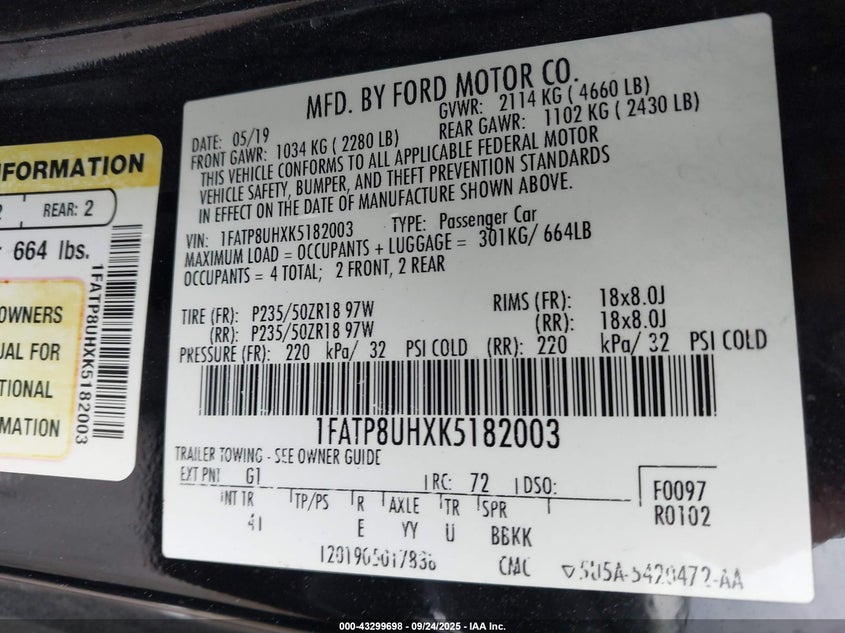 MFD. BY FORD MOTOR CO.
DATE: 05/19 GVWR: 2114 KG ( 4660 LB)
FRONT GAWR: 1034 KG ( 2280 LB) REAR GAWR: 1102 KG ( 2430 LB)
THIS VEHICLE CONFORMS TO ALL APPLICABLE FEDERAL MOTOR
VEHICLE SAFETY, BUMPER, AND THEFT PREVENTION STANDARDS
IN EFFECT ON THE DATE OF MANUFACTURE SHOWN ABOVE.
VIN: 1FATP8UHXK5182003 TYPE: Passenger Car
MAXIMUM LOAD = OCCUPANTS + LUGGAGE = 301KG/ 664LB
OCCUPANTS = 4 TOTAL; 2 FRONT, 2 REAR
TIRE (FR): P235/50ZR18 97W RIMS (FR): 18x8.0J
(RR): P235/50ZR18 97W (RR): 18x8.0J
PRESSURE (FR): 220 kPa/ 32 PSI COLD (RR): 220 kPa/ 32 PSI COLD
1FATP8UHXK5182003
TRAILER TOWING - SEE OWNER GUIDE
EXT PNT G1 RC: 72 DSO:
INT TR TP/PS R AXLE TR SPR
41 E YY U BBKK
F0097
R0102
CMC
INFORMATION
2 REAR: 2
664 lbs.
OWNERS
UAL FOR
TIONAL
MATION
1FATP8UHXK5182003
000-43299698 - 09/24/2025 - IAA Inc.